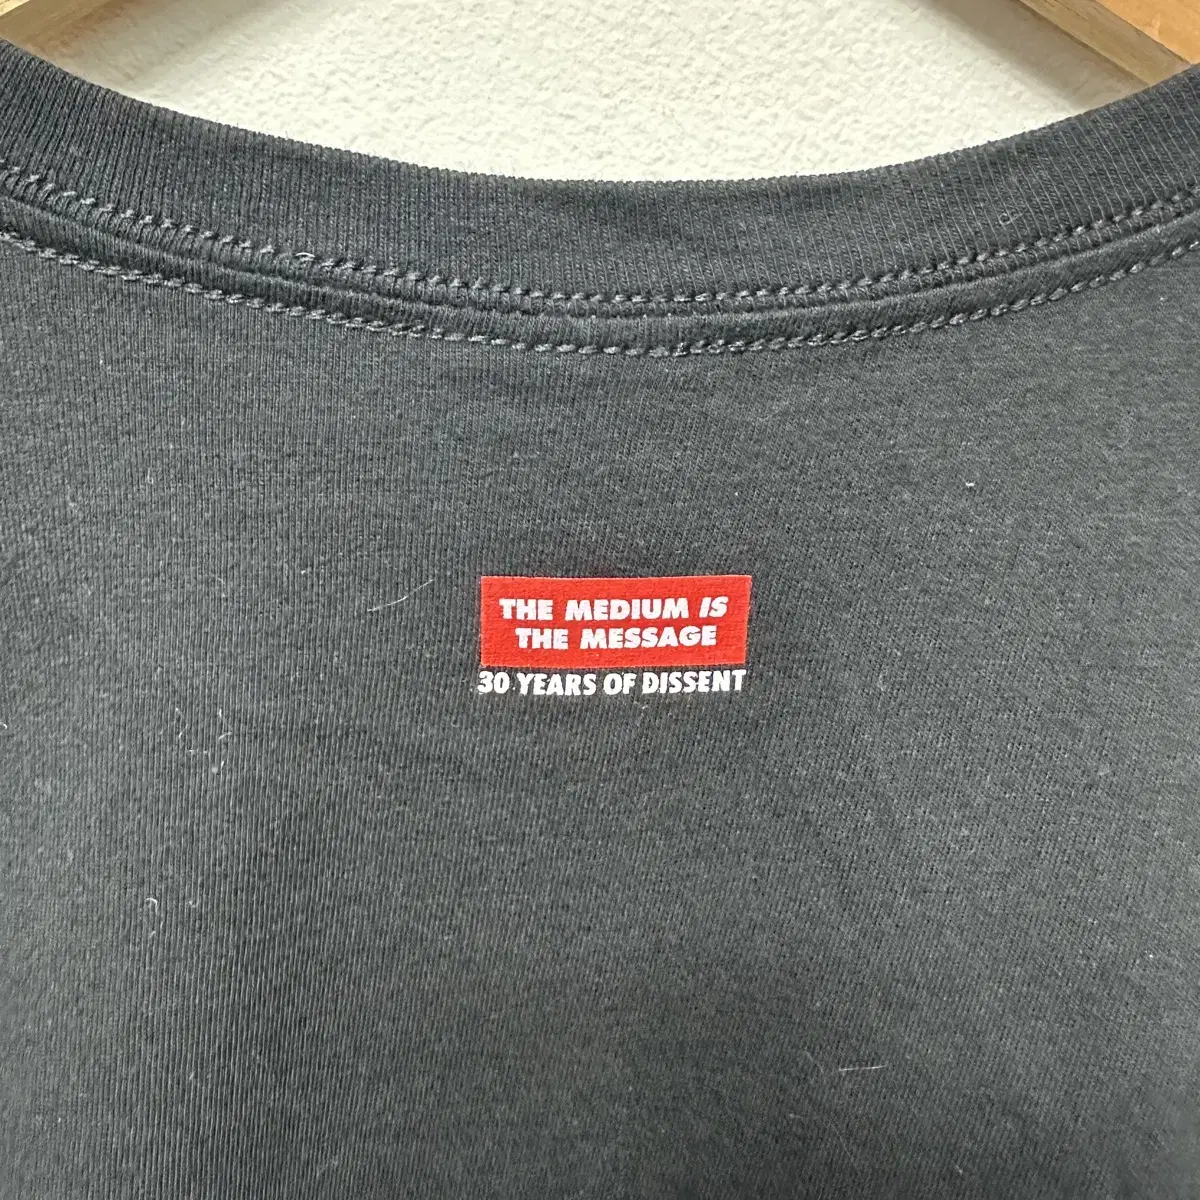 THE MEDIUM IS
THE MESSAGE
30 YEARS OF DISSENT